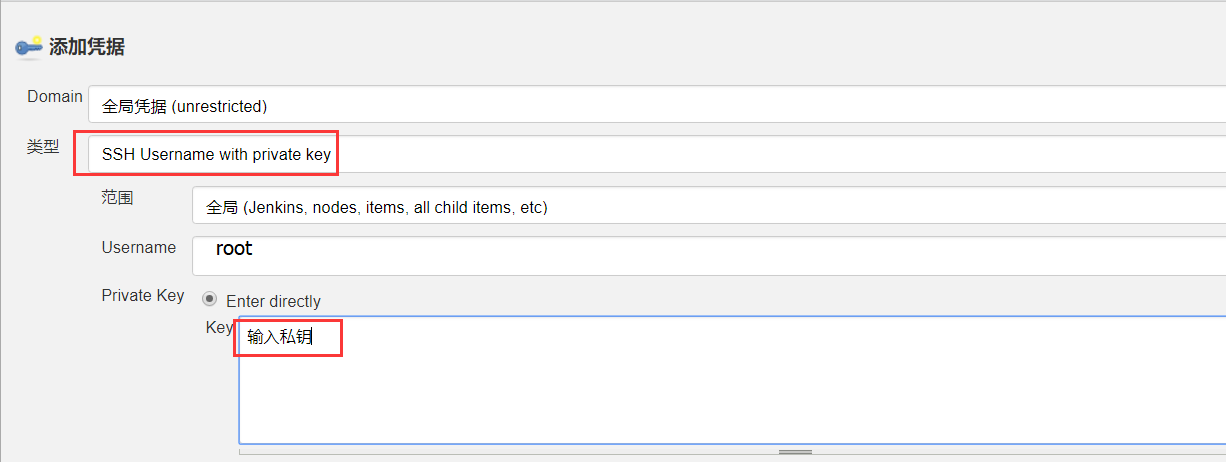 添加凭据
Domain 全局凭据 (unrestricted)
类型 SSH Username with private key
范围 全局 (Jenkins, nodes, items, all child items, etc)
Username root
Private Key Enter directly
Key 输入私钥